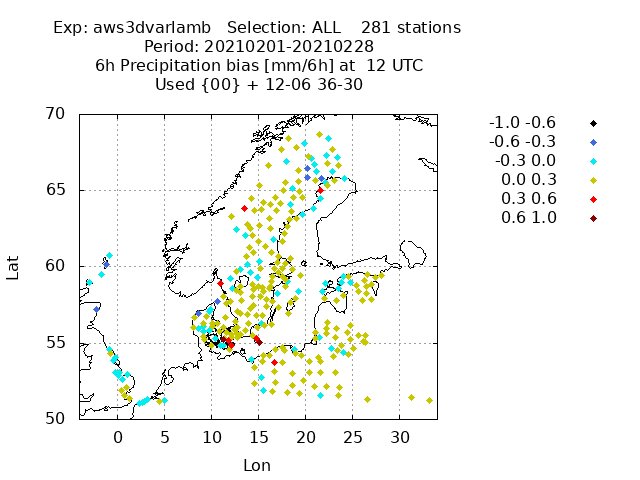 Exp: aws3dvarlamb   Selection: ALL    281 stations
Period: 20210201-20210228
6h Precipitation bias [mm/6h] at  12 UTC
Used {00} + 12-06 36-30
-1.0 -0.6
-0.6 -0.3
-0.3 0.0
0.0 0.3
0.3 0.6
0.6 1.0
70
65
60
55
50
Lat
0 5 10 15 20 25 30
Lon